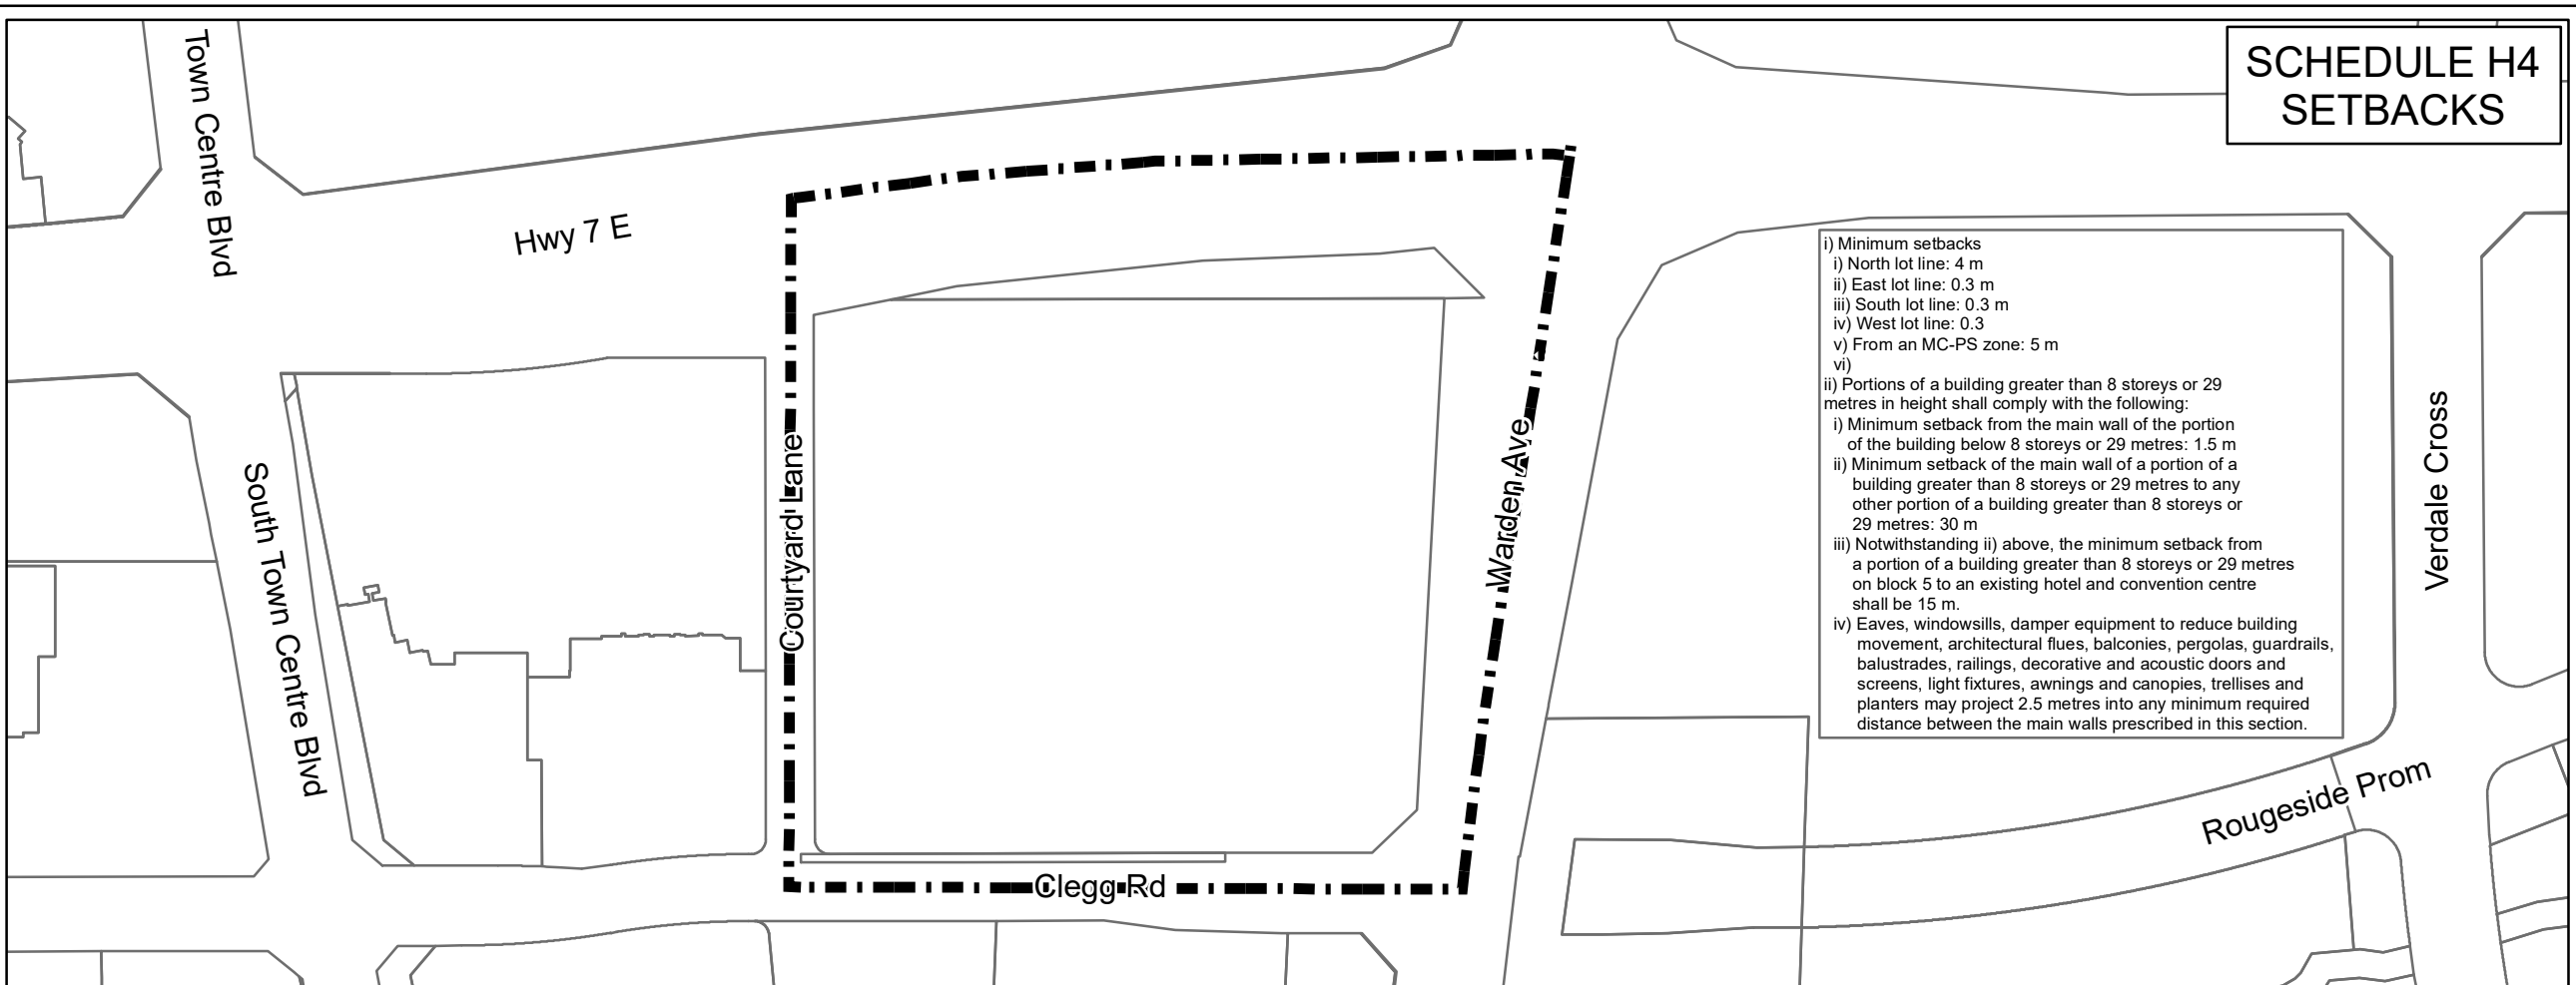 SCHEDULE H4
SETBACKS
Town Centre Blvd
Hwy 7 E
i) Minimum setbacks
i) North lot line: 4 m
ii) East lot line: 0.3 m
iii) South lot line: 0.3 m
iv) West lot line: 0.3
v) From an MC-PS zone: 5 m
vi)
ii) Portions of a building greater than 8 storeys or 29
metres in height shall comply with the following:
i) Minimum setback from the main wall of the portion
of the building below 8 storeys or 29 metres: 1.5 m
ii) Minimum setback of the main wall of a portion of a
building greater than 8 storeys or 29 metres to any
other portion of a building greater than 8 storeys or
29 metres: 30 m
iii) Notwithstanding ii) above, the minimum setback from
a portion of a building greater than 8 storeys or 29 metres
on block 5 to an existing hotel and convention centre
shall be 15 m.
iv) Eaves, windowsills, damper equipment to reduce building
movement, architectural flues, balconies, pergolas, guardrails,
balustrades, railings, decorative and acoustic doors and
screens, light fixtures, awnings and canopies, trellises and
planters may project 2.5 metres into any minimum required
distance between the main walls prescribed in this section.
South Town Centre Blvd
Courtyard Lane
Warden Ave
Verdale Cross
Rougeside Prom
Clegg Rd